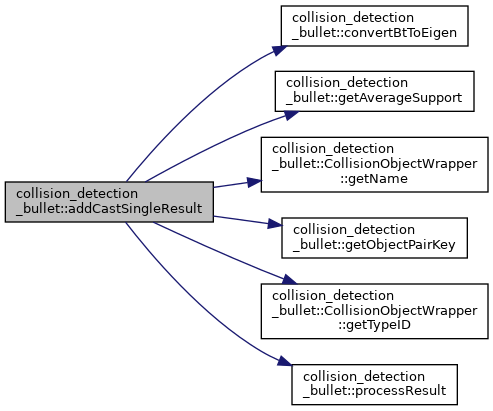 collision_detection
_bullet::addCastSingleResult
collision_detection
_bullet::convertBtToEigen
collision_detection
_bullet::getAverageSupport
collision_detection
_bullet::CollisionObjectWrapper
::getName
collision_detection
_bullet::getObjectPairKey
collision_detection
_bullet::CollisionObjectWrapper
::getTypeID
collision_detection
_bullet::processResult